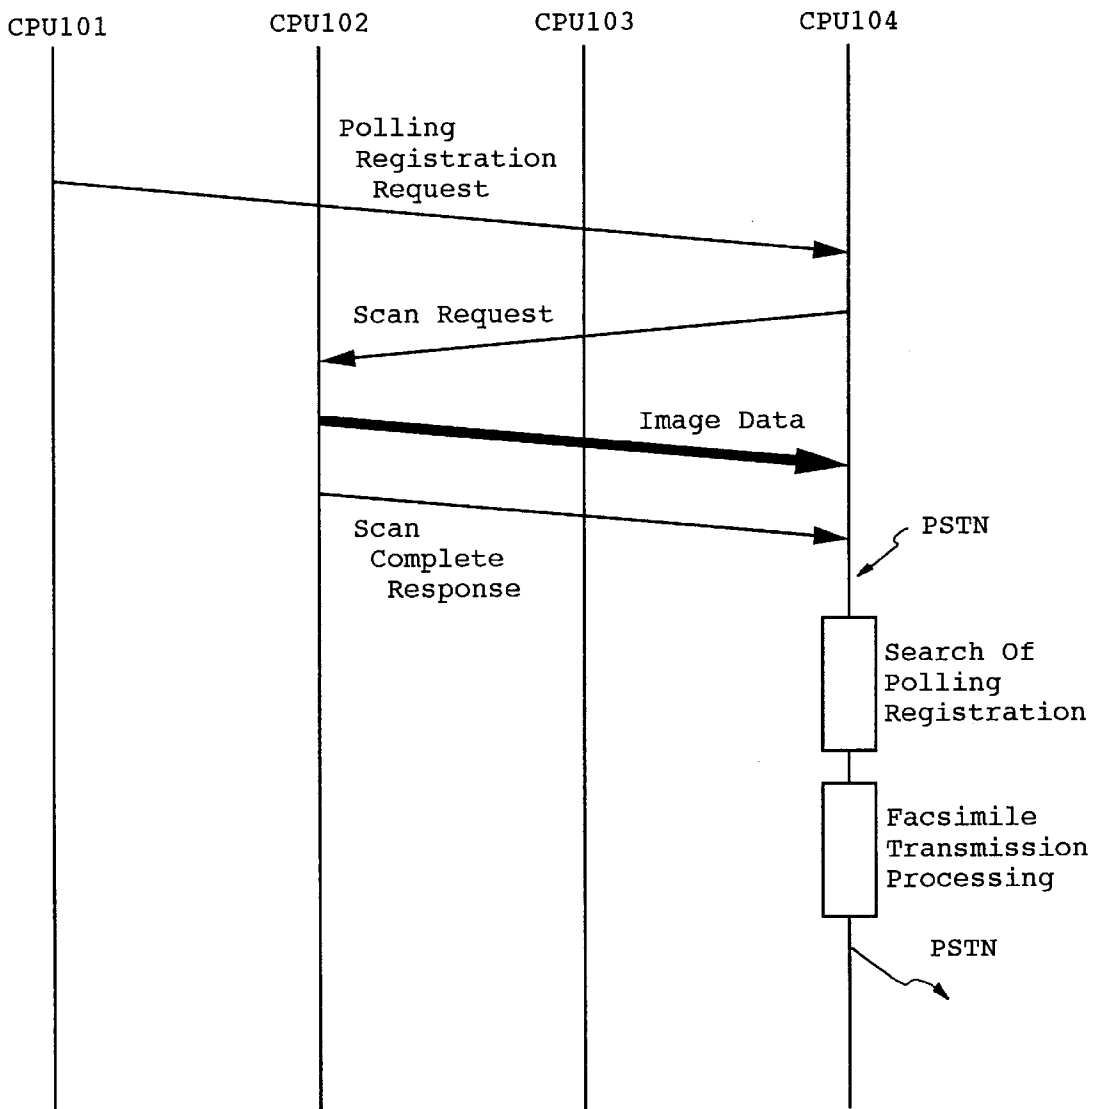 CPU101
CPU102
CPU103
CPU104
Polling
Registration
Request
Scan Request
Image Data
Scan
Complete
Response
PSTN
Search Of
Polling
Registration
Facsimile
Transmission
Processing
PSTN